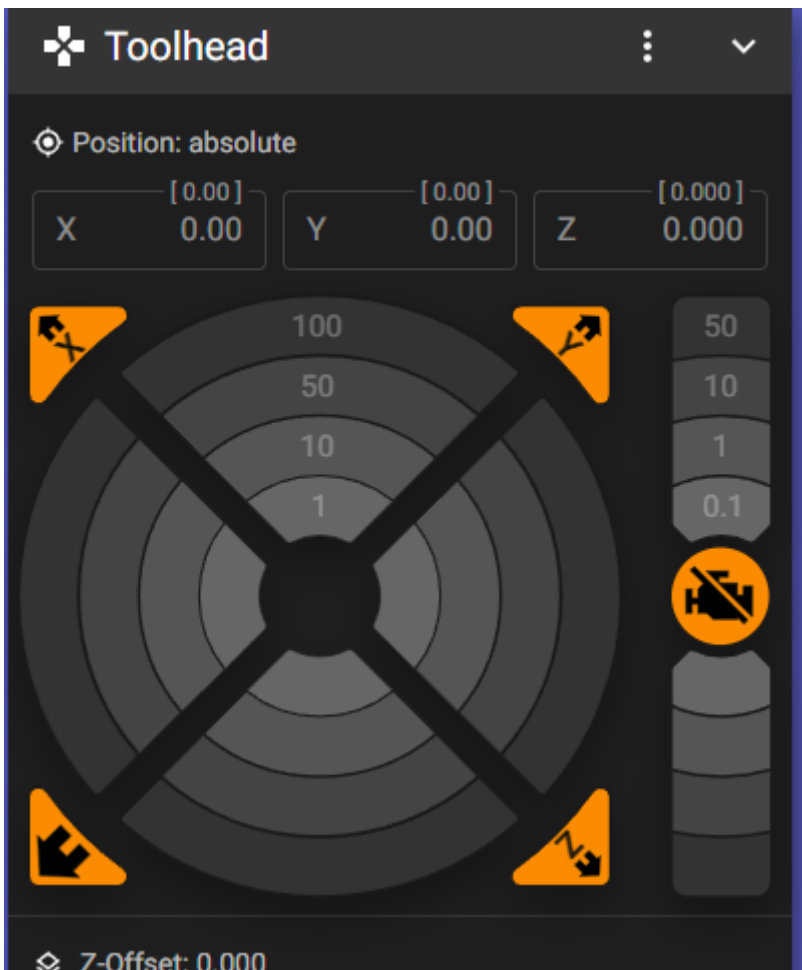 Toolhead
Position: absolute
[ 0.00 ] [ 0.00 ] [ 0.000 ]
X 0.00 Y 0.00 Z 0.000
X 100 Y 50
50 10
10 1
1 0.1
Z
Z-Offset: 0.000